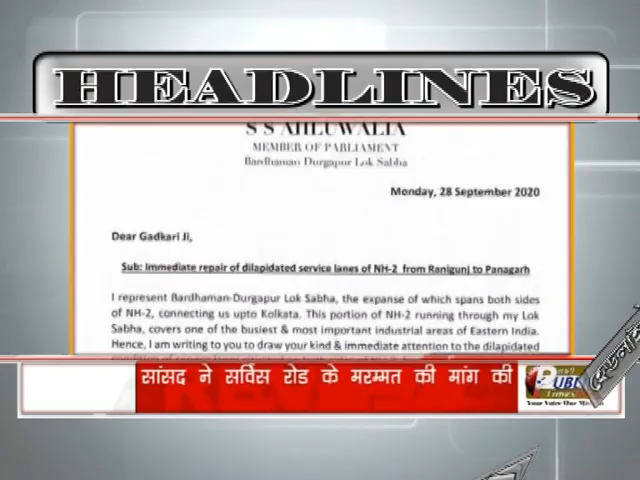 HEADLINES
S S AHLUWALIA
MEMBER OF PARLIAMENT
Bardhaman Durgapur Lok Sabha
Monday, 28 September 2020
Dear Gadkari Ji,
Sub: Immediate repair of dilapidated service lanes of NH-2 from Ranigunj to Panagarh
I represent Bardhaman-Durgapur Lok Sabha, the expanse of which spans both sides
of NH-2, connecting us upto Kolkata. This portion of NH-2 running through my Lok
Sabha, covers one of the busiest & most important industrial areas of Eastern India.
Hence, I am writing to you to draw your kind & immediate attention to the dilapidated
सांसद ने सर्विस रोड के मरम्मत की मांग की
Times
Your Voice Our